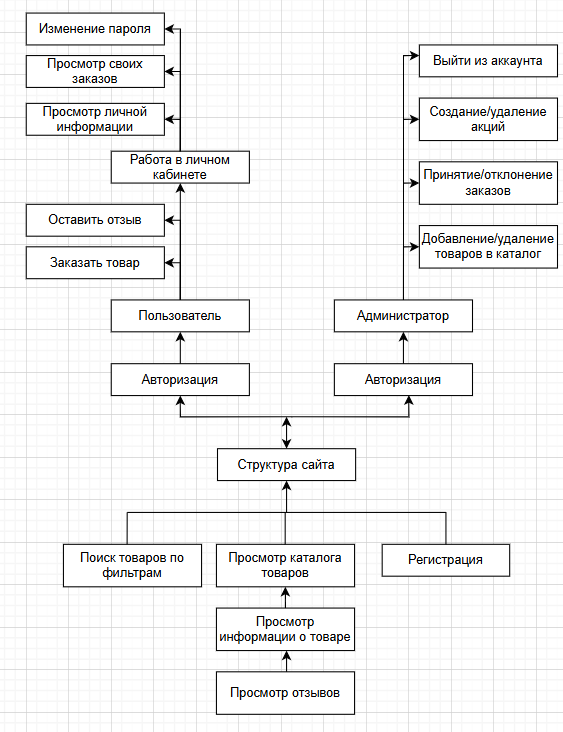 Изменение пароля
Просмотр своих
заказов
Просмотр личной
информации
Работа в личном
кабинете
Оставить отзыв
Заказать товар
Пользователь
Авторизация
Выйти из аккаунта
Создание/удаление
акций
Принятие/отклонение
заказов
Добавление/удаление
товаров в каталог
Администратор
Авторизация
Структура сайта
Поиск товаров по
фильтрам
Просмотр каталога
товаров
Регистрация
Просмотр
информации о товаре
Просмотр отзывов